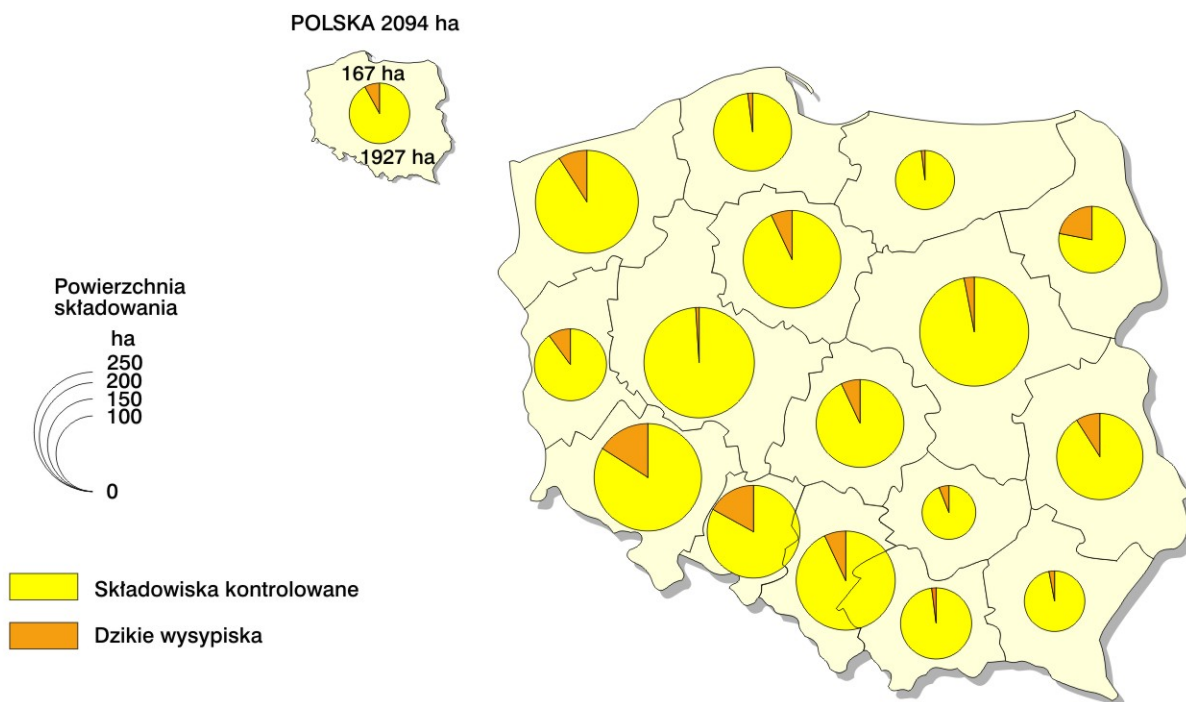 POLSKA 2094 ha
167 ha
1927 ha
Powierzchnia
składowania
ha
250
200
150
100
0
Składowiska kontrolowane
Dzikie wysypiska